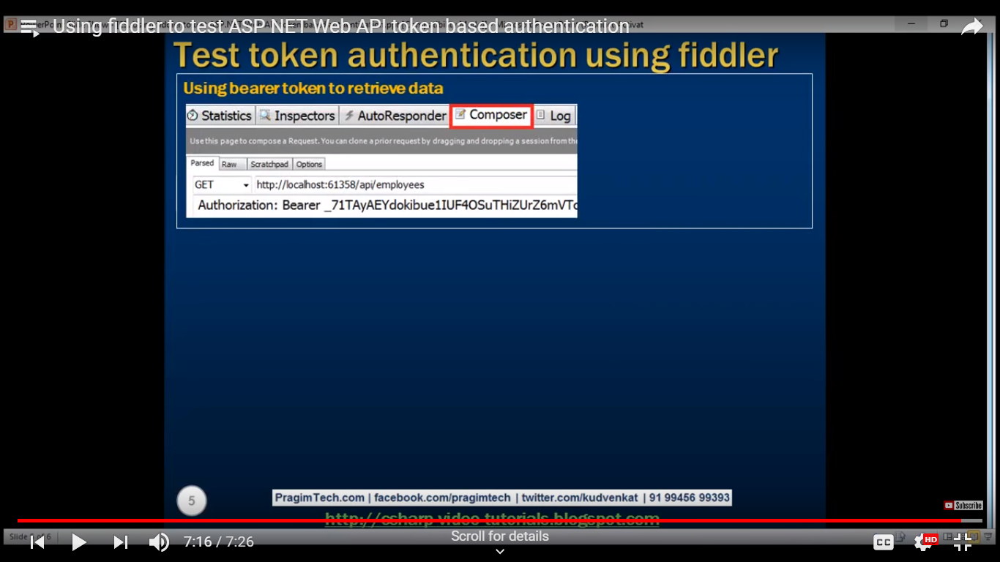 Using fiddler to test ASP NET Web API token based authentication
Test token authentication using fiddler
Using bearer token to retrieve data
Statistics Inspectors AutoResponder Composer Log
Use this page to compose a Request. You can clone a prior request by dragging and dropping a session from the
Parsed Raw Scratchpad Options
GET http://localhost:61358/api/employees
Authorization: Bearer _71TAyAEYdokibue1IUF4OSuTHiZUrZ6mVTc
5
PragimTech.com | facebook.com/pragimtech | twitter.com/kudvenkat | 91 99456 99393
http://csharp-video-tutorials.blogspot.com
Subscribe
Slide 6
7:16 / 7:26
Scroll for details
CC
HD